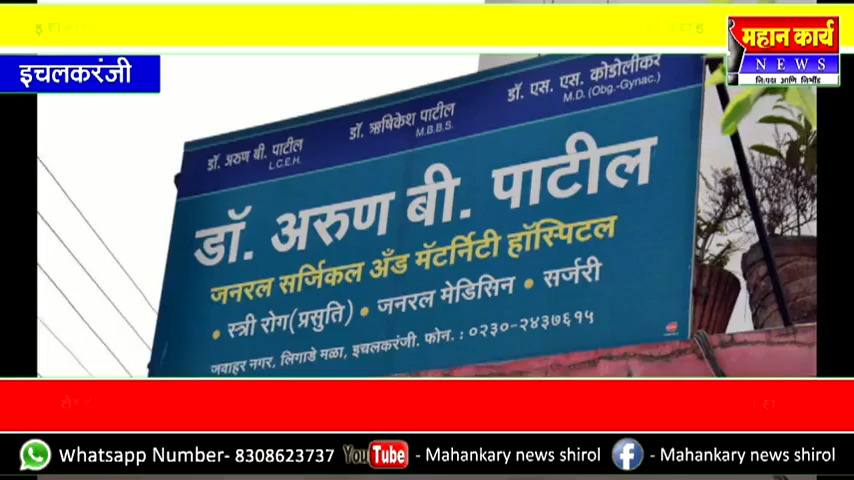 महान कार्य
NEWS
निःपक्ष आणि निर्भीड
इचलकरंजी
डॉ. अरुण बी. पाटील
L.C.E.H.
डॉ. ऋषिकेश पाटील
M.B.B.S.
डॉ. एस. एस. कोडोलीकर
M.D. (Obg.-Gynac.)
डॉ. अरुण बी. पाटील
जनरल सर्जिकल अँड मॅटर्निटी हॉस्पिटल
• स्त्री रोग(प्रसुति) • जनरल मेडिसिन • सर्जरी
जवाहर नगर, लिगाडे मळा, इचलकरंजी. फोन. : ०२३०-२४३७६१५
Whatsapp Number- 8308623737 YouTube - Mahankary news shirol f - Mahankary news shirol